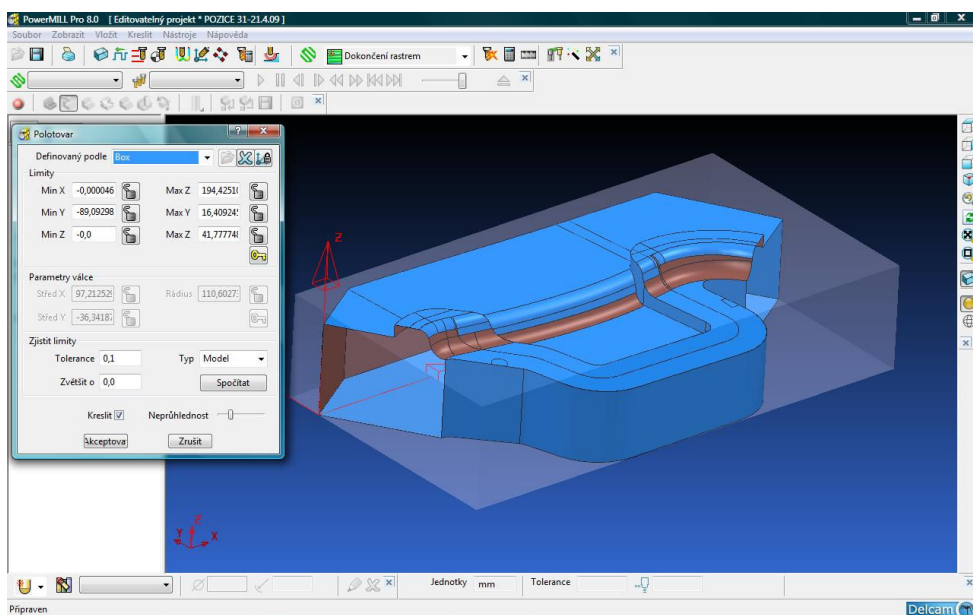 PowerMILL Pro 8.0 [ Editovatelný projekt * POZICE 31-21.4.09 ]
Soubor Zobrazit Vložit Kreslit Nástroje Nápověda
Dokončení rastrem
Polotovar
Definovaný podle Box
Limity
Min X -0,000046 Max Z 194,4251
Min Y -89,09298 Max Y 16,40924
Min Z -0,0 Max Z 41,77774
Parametry válce
Střed X 97,21252 Rádius 110,6027
Střed Y -36,3418
Zjistit limity
Tolerance 0,1 Typ Model
Zvětšit o 0,0 Spočítat
Kreslit Neprůhlednost
Akceptova Zrušit
Z
Z
Y X
Jednotky mm Tolerance
Připraven Delcam